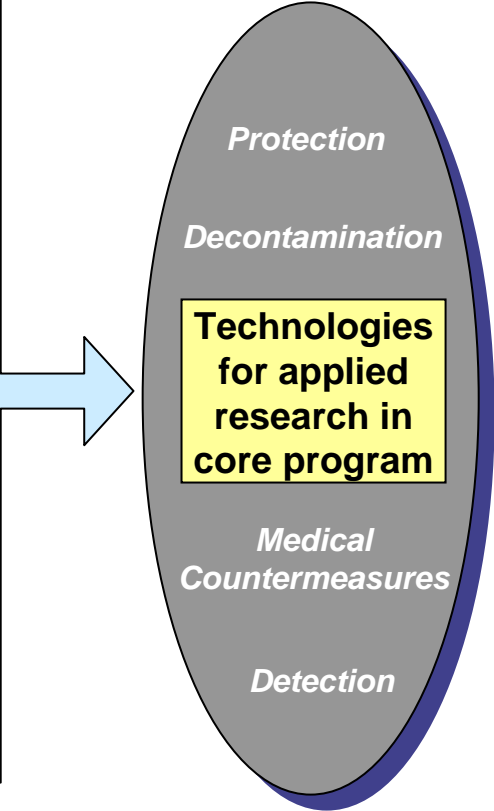 Protection
Decontamination
Technologies
for applied
research in
core program
Medical
Countermeasures
Detection